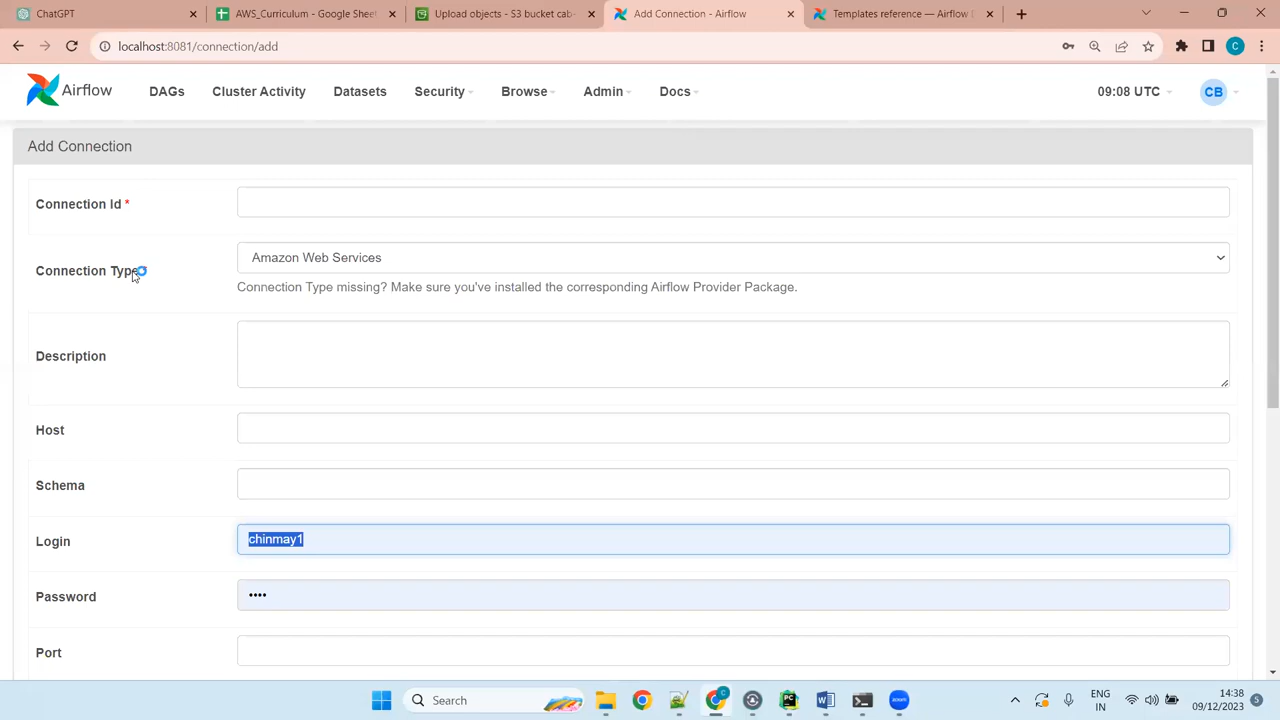 ChatGPT
AWS_Curriculum - Google Sheet
Upload objects - S3 bucket cab-
Add Connection - Airflow
Templates reference — Airflow D
localhost:8081/connection/add
C
Airflow
DAGs
Cluster Activity
Datasets
Security
Browse
Admin
Docs
09:08 UTC
CB
Add Connection
Connection Id *
Connection Type
Amazon Web Services
Connection Type missing? Make sure you've installed the corresponding Airflow Provider Package.
Description
Host
Schema
Login
chinmay1
Password
••••
Port
Search
ENG
IN
14:38
09/12/2023
5